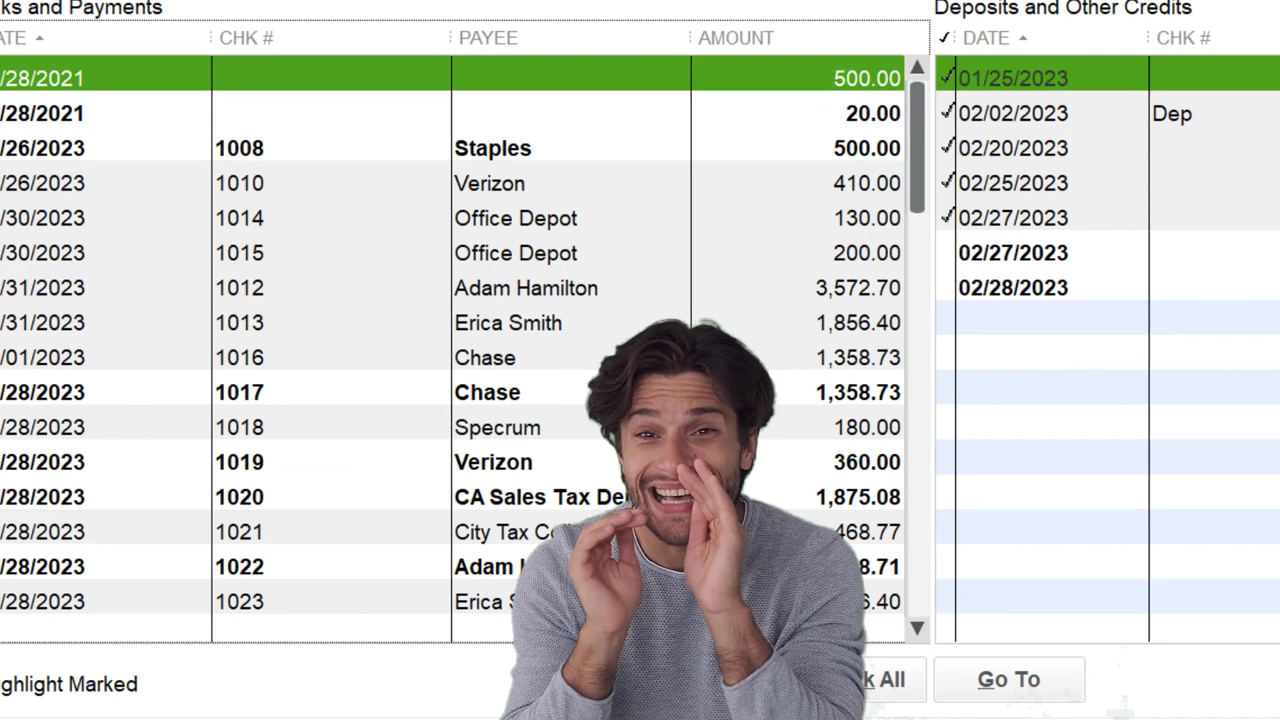 ks and Payments
ATE CHK # PAYEE AMOUNT
/28/2021 500.00
/28/2021 20.00
/26/2023 1008 Staples 500.00
/26/2023 1010 Verizon 410.00
/30/2023 1014 Office Depot 130.00
/30/2023 1015 Office Depot 200.00
/31/2023 1012 Adam Hamilton 3,572.70
/31/2023 1013 Erica Smith 1,856.40
/01/2023 1016 Chase 1,358.73
/28/2023 1017 Chase 1,358.73
/28/2023 1018 Specrum 180.00
/28/2023 1019 Verizon 360.00
/28/2023 1020 CA Sales Tax De 1,875.08
/28/2023 1021 City Tax Co 468.77
/28/2023 1022 Adam 8.71
/28/2023 1023 Erica 6.40
ghlight Marked
k All
Go To
Deposits and Other Credits
✓ DATE CHK #
✓ 01/25/2023
✓ 02/02/2023 Dep
✓ 02/20/2023
✓ 02/25/2023
✓ 02/27/2023
02/27/2023
02/28/2023